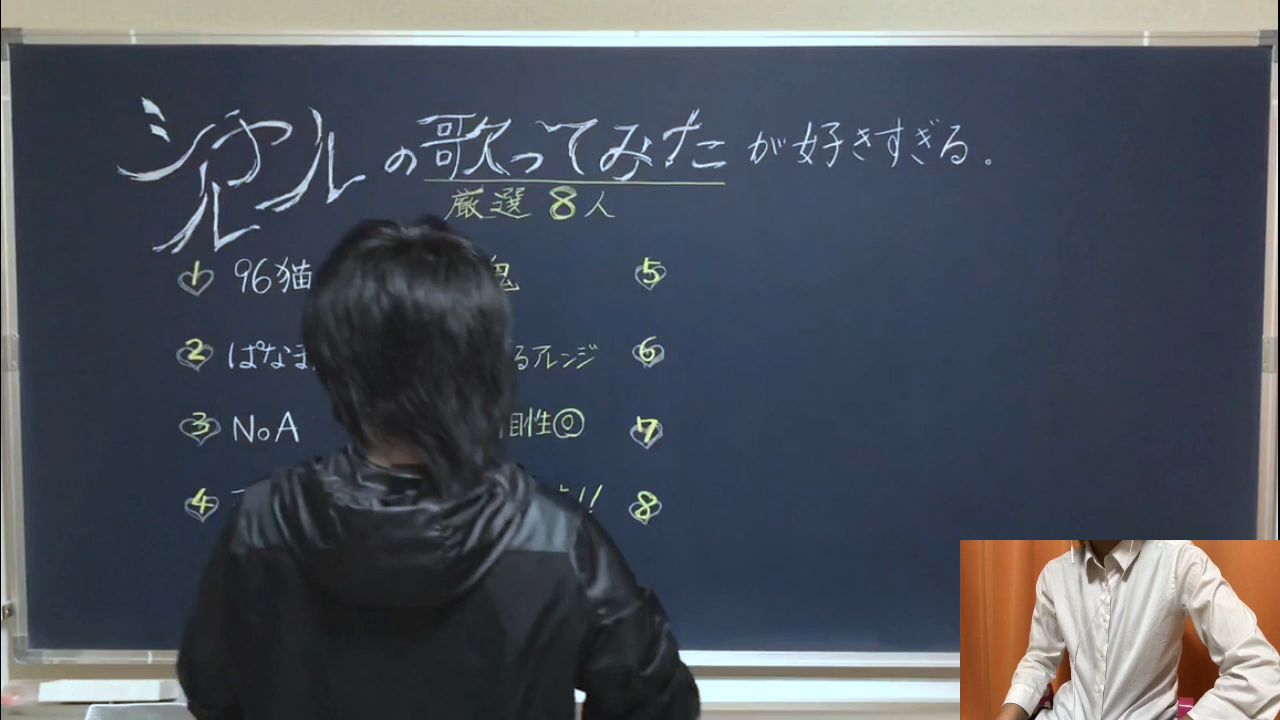 シャルルの歌ってみたが好きすぎる。
厳選 8人
1 96猫 鬼
2 ぱなま るアレンジ
3 NoA 相性◎
4 !!
5
6
7
8